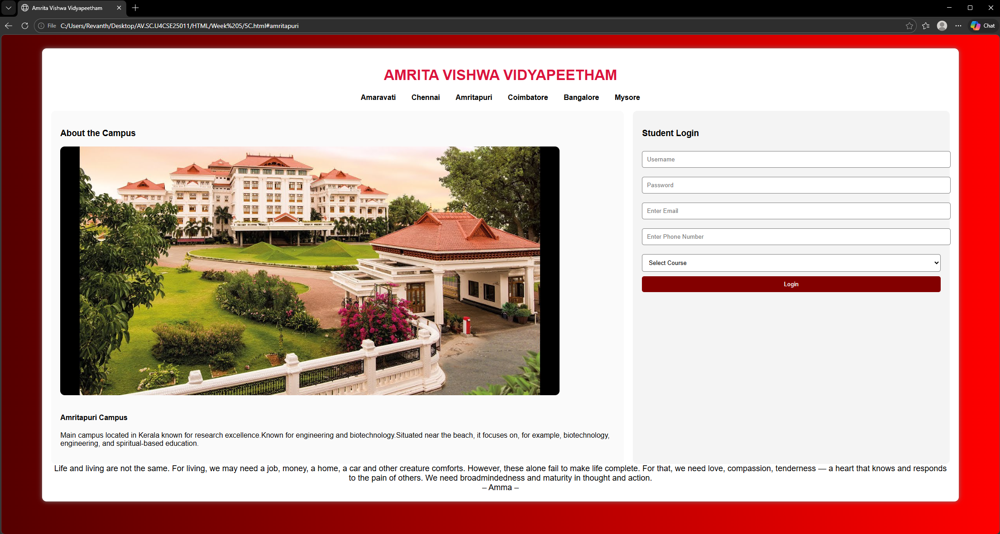 Amrita Vishwa Vidyapeetham
File C:/Users/Revanth/Desktop/AV.SC.U4CSE25011/HTML/Week%205/5C.html#amritapuri
Chat
AMRITA VISHWA VIDYAPEETHAM
Amaravati Chennai Amritapuri Coimbatore Bangalore Mysore
About the Campus
Amritapuri Campus
Main campus located in Kerala known for research excellence.Known for engineering and biotechnology.Situated near the beach, it focuses on, for example, biotechnology,
engineering, and spiritual-based education.
Student Login
Username
Password
Enter Email
Enter Phone Number
Select Course
Login
Life and living are not the same. For living, we may need a job, money, a home, a car and other creature comforts. However, these alone fail to make life complete. For that, we need love, compassion, tenderness — a heart that knows and responds
to the pain of others. We need broadmindedness and maturity in thought and action.
– Amma –